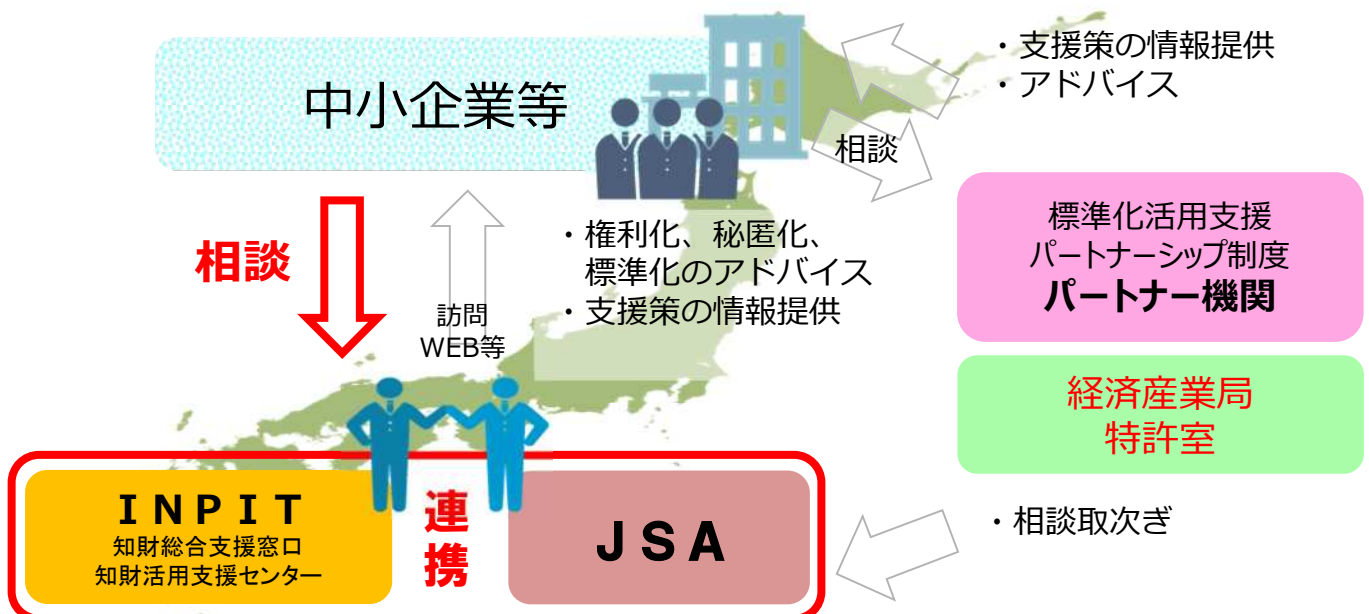 中小企業等
・支援策の情報提供
・アドバイス
相談
相談
訪問
WEB等
・権利化、秘匿化、
標準化のアドバイス
・支援策の情報提供
標準化活用支援
パートナーシップ制度
パートナー機関
経済産業局
特許室
ＩＮＰＩＴ
知財総合支援窓口
知財活用支援センター
連
携
ＪＳＡ
・相談取次ぎ